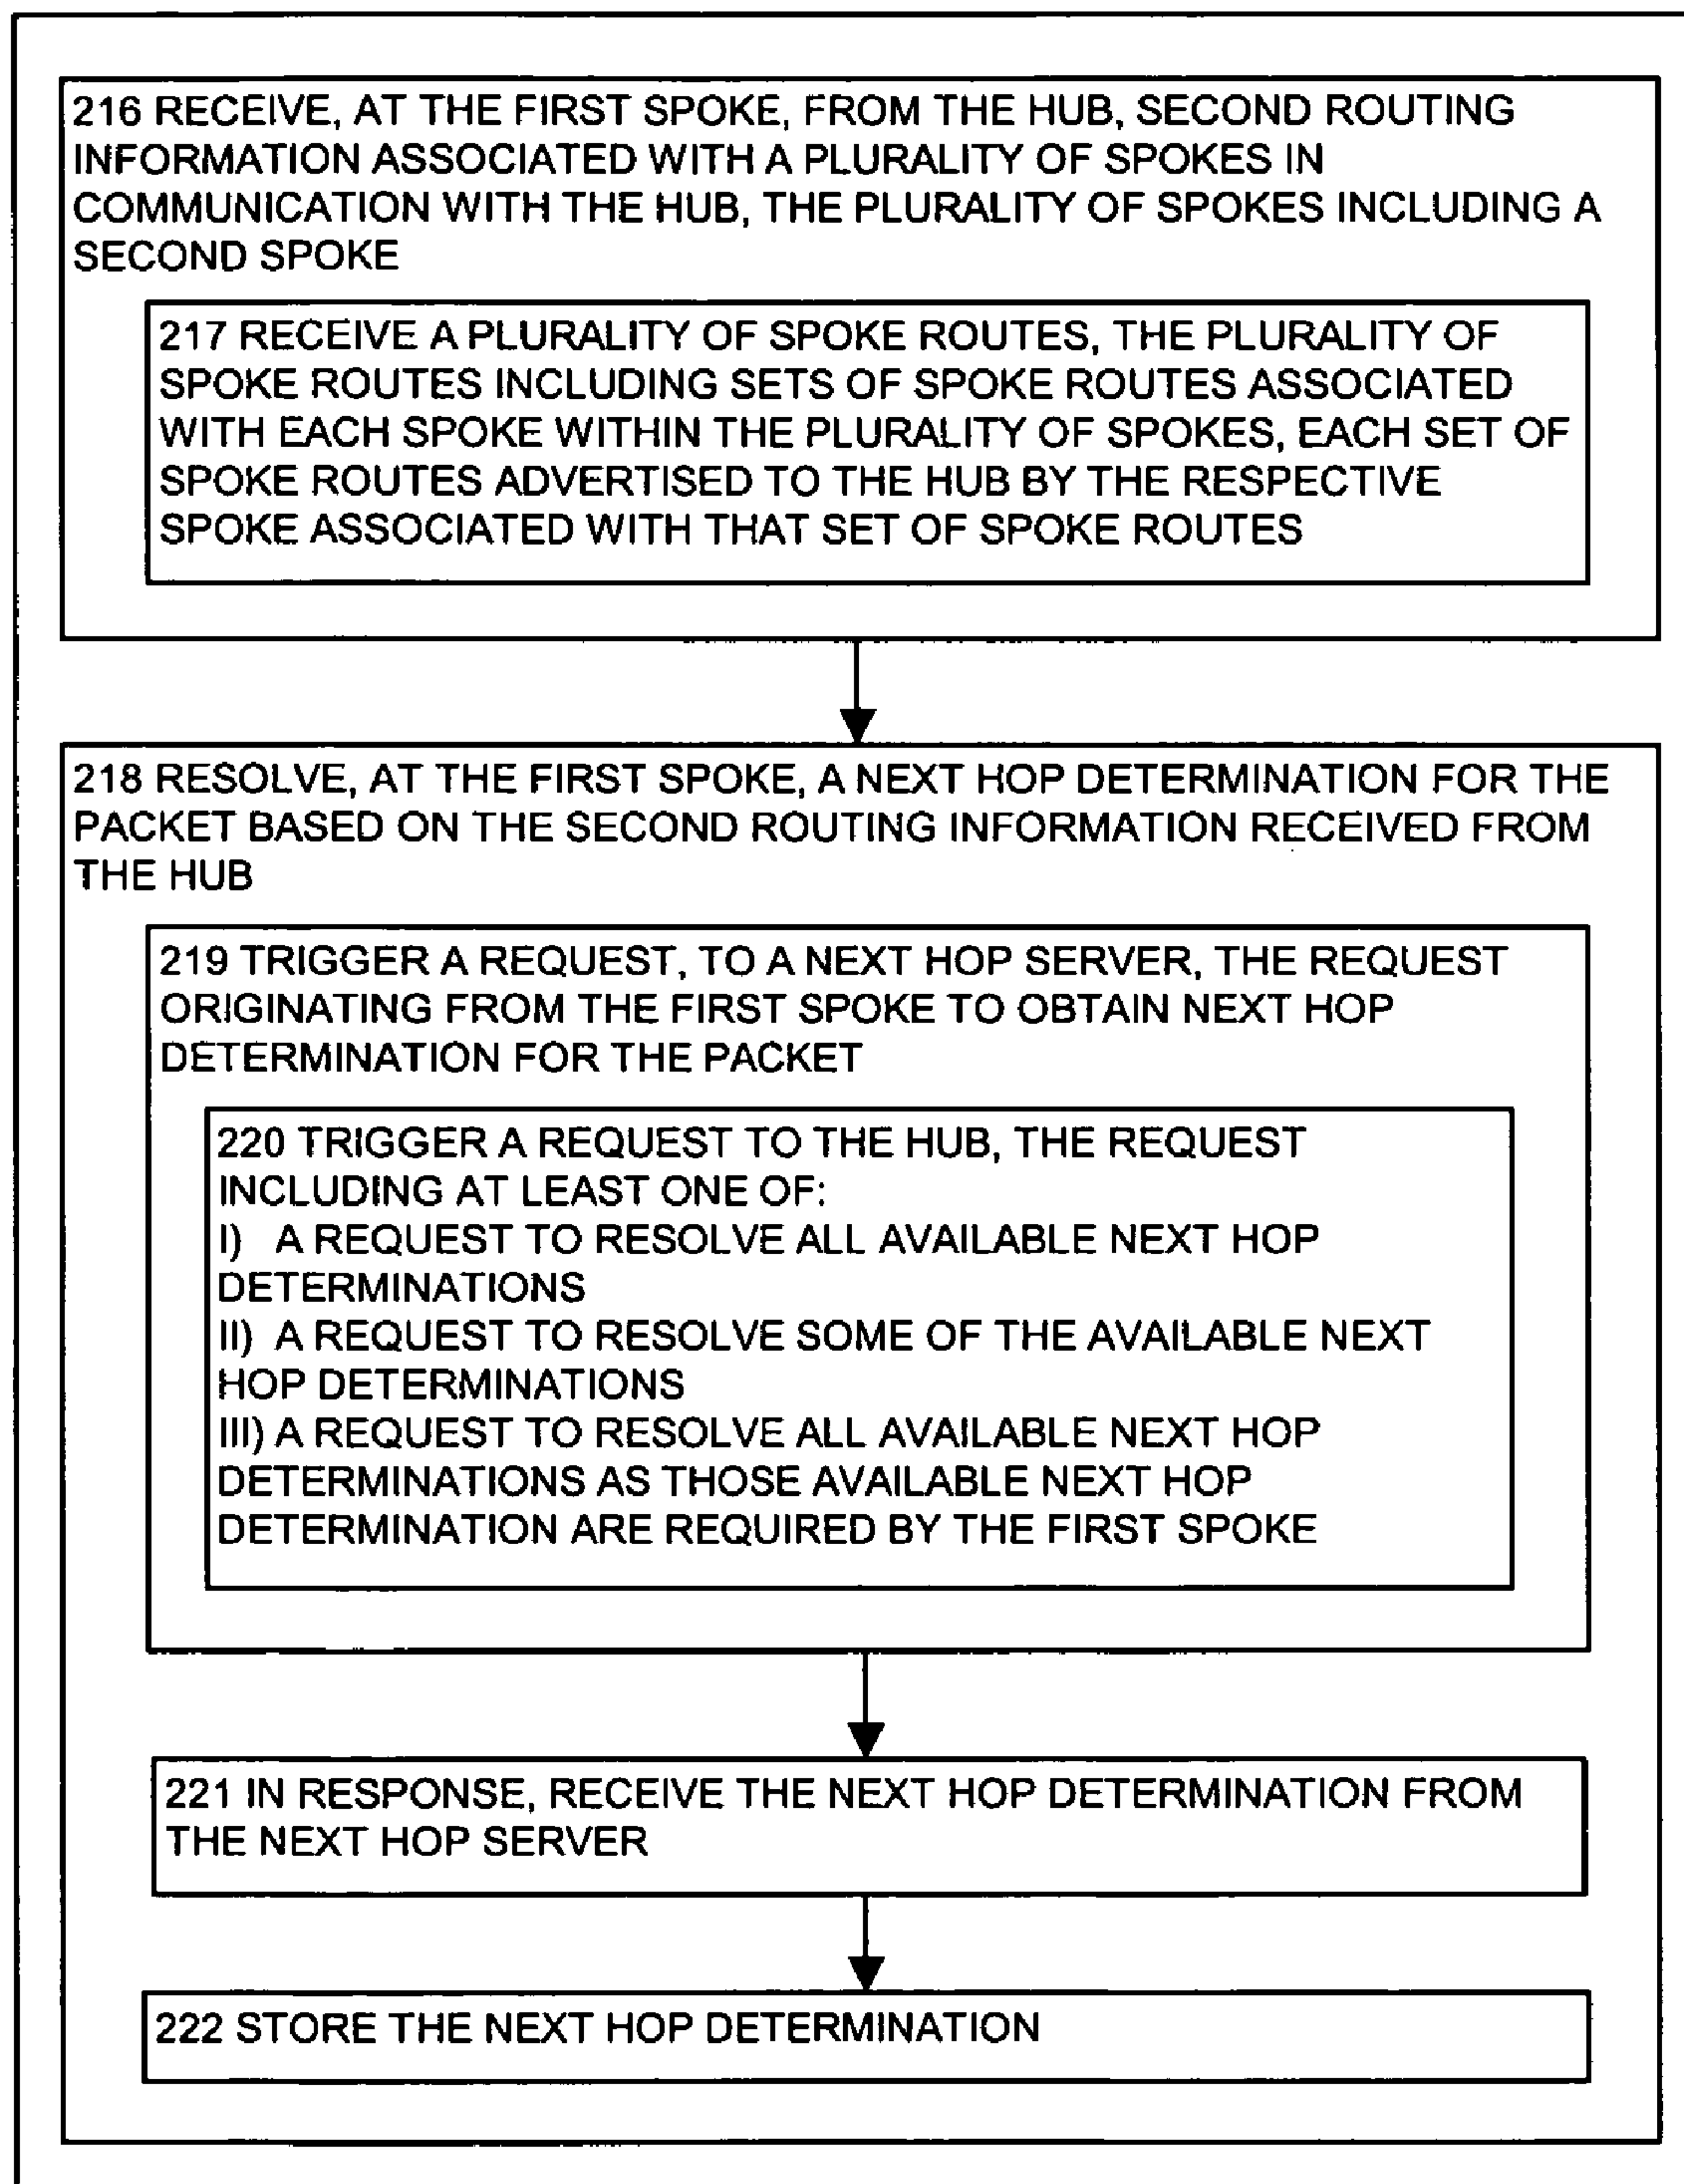 216 RECEIVE, AT THE FIRST SPOKE, FROM THE HUB, SECOND ROUTING
INFORMATION ASSOCIATED WITH A PLURALITY OF SPOKES IN
COMMUNICATION WITH THE HUB, THE PLURALITY OF SPOKES INCLUDING A
SECOND SPOKE
217 RECEIVE A PLURALITY OF SPOKE ROUTES, THE PLURALITY OF
SPOKE ROUTES INCLUDING SETS OF SPOKE ROUTES ASSOCIATED
WITH EACH SPOKE WITHIN THE PLURALITY OF SPOKES, EACH SET OF
SPOKE ROUTES ADVERTISED TO THE HUB BY THE RESPECTIVE
SPOKE ASSOCIATED WITH THAT SET OF SPOKE ROUTES
218 RESOLVE, AT THE FIRST SPOKE, A NEXT HOP DETERMINATION FOR THE
PACKET BASED ON THE SECOND ROUTING INFORMATION RECEIVED FROM
THE HUB
219 TRIGGER A REQUEST, TO A NEXT HOP SERVER, THE REQUEST
ORIGINATING FROM THE FIRST SPOKE TO OBTAIN NEXT HOP
DETERMINATION FOR THE PACKET
220 TRIGGER A REQUEST TO THE HUB, THE REQUEST
INCLUDING AT LEAST ONE OF:
I) A REQUEST TO RESOLVE ALL AVAILABLE NEXT HOP
DETERMINATIONS
II) A REQUEST TO RESOLVE SOME OF THE AVAILABLE NEXT
HOP DETERMINATIONS
III) A REQUEST TO RESOLVE ALL AVAILABLE NEXT HOP
DETERMINATIONS AS THOSE AVAILABLE NEXT HOP
DETERMINATION ARE REQUIRED BY THE FIRST SPOKE
221 IN RESPONSE, RECEIVE THE NEXT HOP DETERMINATION FROM
THE NEXT HOP SERVER
222 STORE THE NEXT HOP DETERMINATION